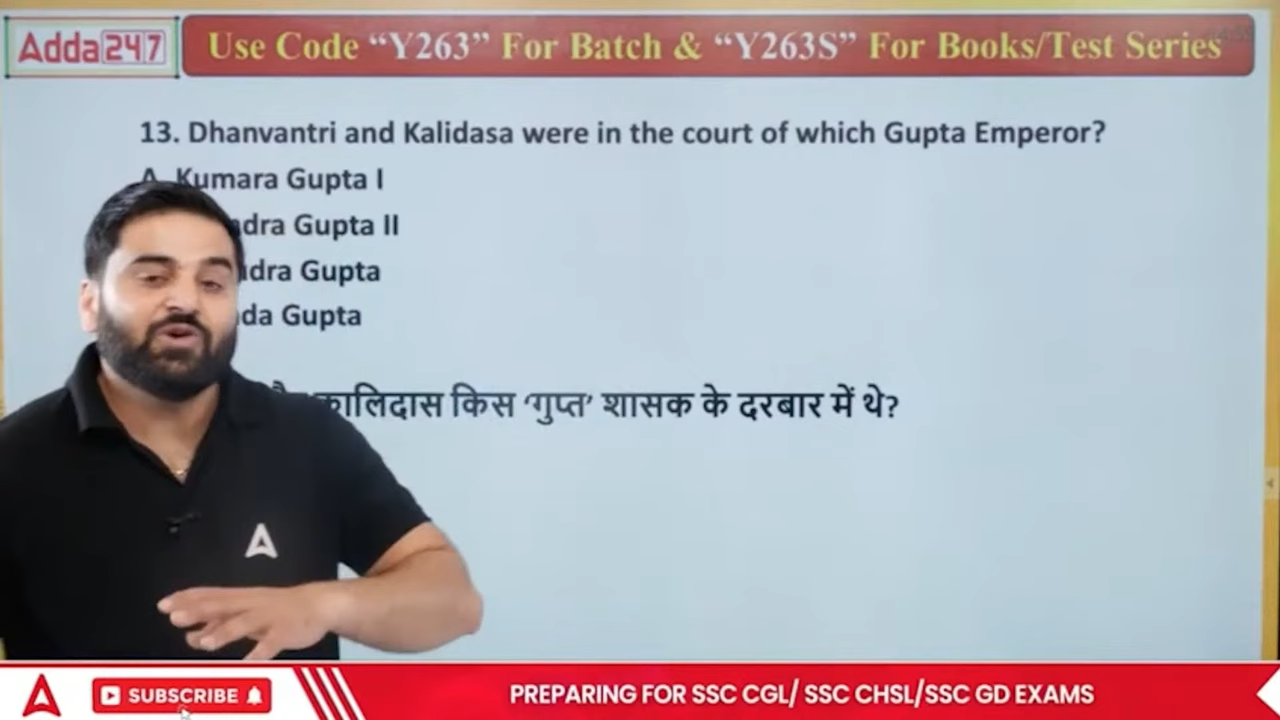 Adda247
Use Code “Y263” For Batch & “Y263S” For Books/Test Series
13. Dhanvantri and Kalidasa were in the court of which Gupta Emperor?
A. Kumara Gupta I
Gupta II
Gupta
Gupta
कालिदास किस ‘गुप्त’ शासक के दरबार में थे?
SUBSCRIBE
PREPARING FOR SSC CGL/ SSC CHSL/SSC GD EXAMS